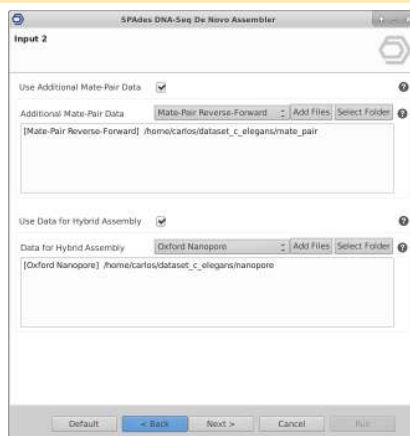 SPAdes DNA-Seq De Novo Assembler
Input 2
Use Additional Mate-Pair Data
Additional Mate-Pair Data Mate-Pair Reverse-Forward Add Files Select Folder
[Mate-Pair Reverse-Forward] /home/carlos/dataset_c_elegans/mate_pair
Use Data for Hybrid Assembly
Data for Hybrid Assembly Oxford Nanopore Add Files Select Folder
[Oxford Nanopore] /home/carlos/dataset_c_elegans/nanopore
Default < Back Next > Cancel Run